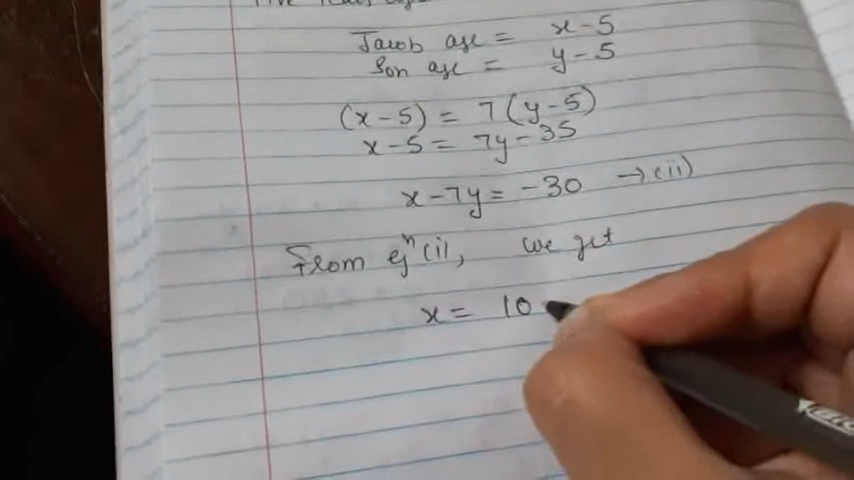 Jacob age = x - 5
Son age = y - 5
(x - 5) = 7 (y - 5)
x - 5 = 7y - 35
x - 7y = -30 → (ii)
From eqⁿ (i), we get
x = 10